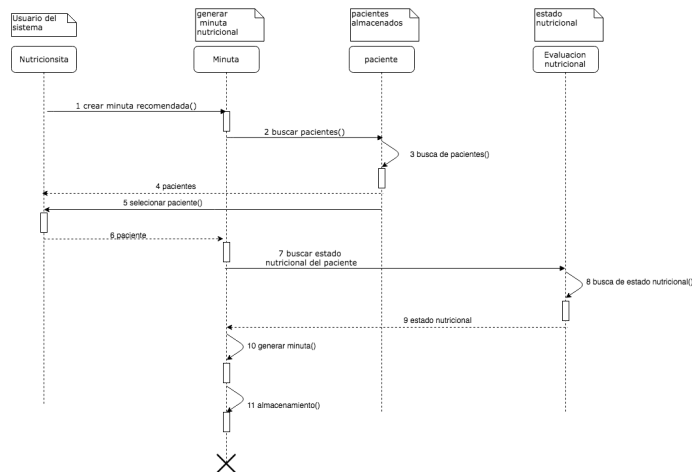 Usuario del
sistema
generar
minuta
nutricional
pacientes
almacenados
estado
nutricional
Nutricionsita
Minuta
paciente
Evaluacion
nutricional
1 crear minuta recomendada()
2 buscar pacientes()
3 busca de pacientes()
4 pacientes
5 selecionar paciente()
6 paciente
7 buscar estado
nutricional del paciente
8 busca de estado nutricional()
9 estado nutricional
10 generar minuta()
11 almacenamiento()